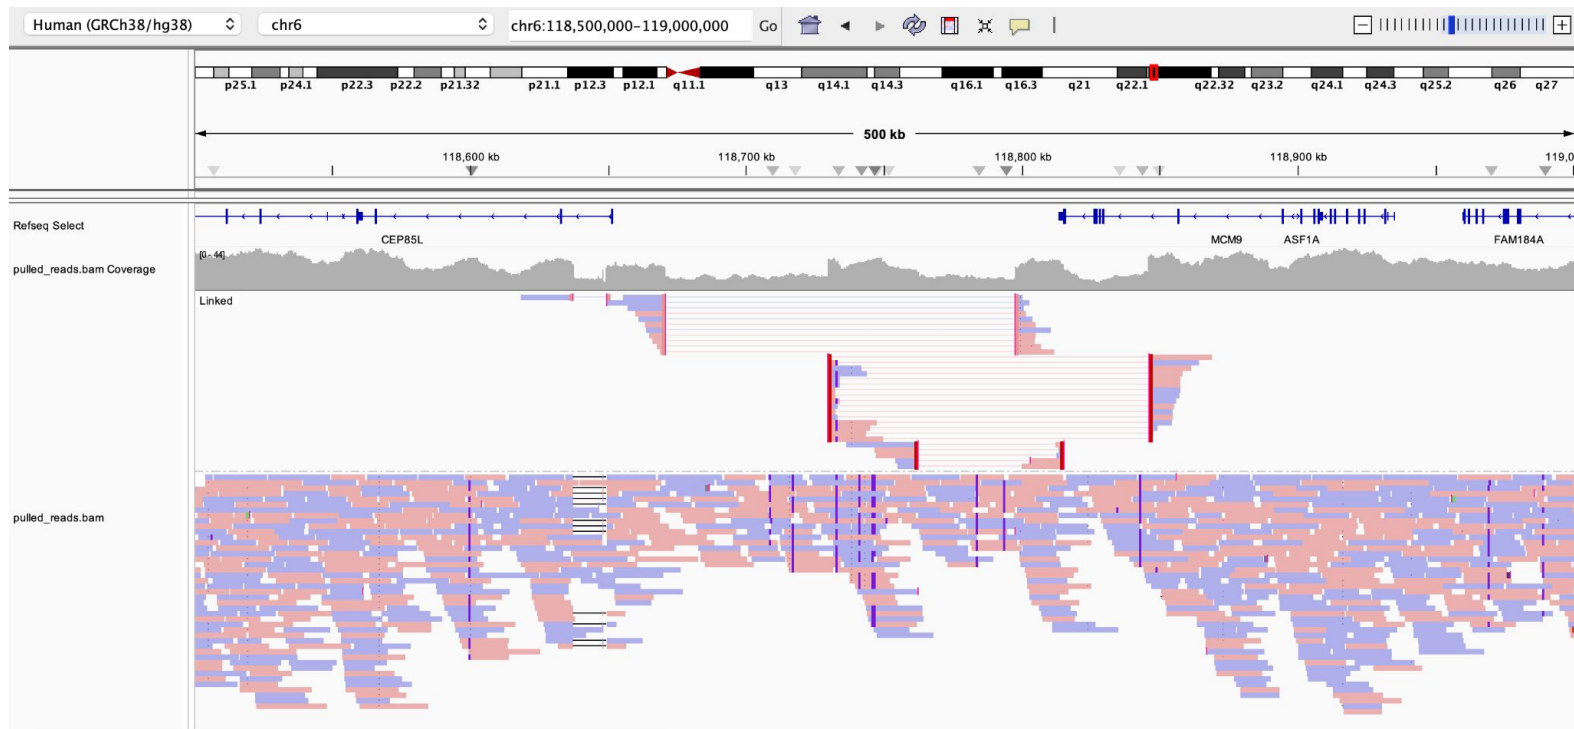 Human (GRCh38/hg38) chr6 chr6:118,500,000-119,000,000 Go
p25.1 p24.1 p22.3 p22.2 p21.32 p21.1 p12.3 p12.1 q11.1 q13 q14.1 q14.3 q16.1 q16.3 q21 q22.1 q22.32 q23.2 q24.1 q24.3 q25.2 q26 q27
500 kb
118,600 kb 118,700 kb 118,800 kb 118,900 kb 119,0
Refseq Select
CEP85L MCM9 ASF1A FAM184A
[0 - 44]
pulled_reads.bam Coverage
Linked
pulled_reads.bam